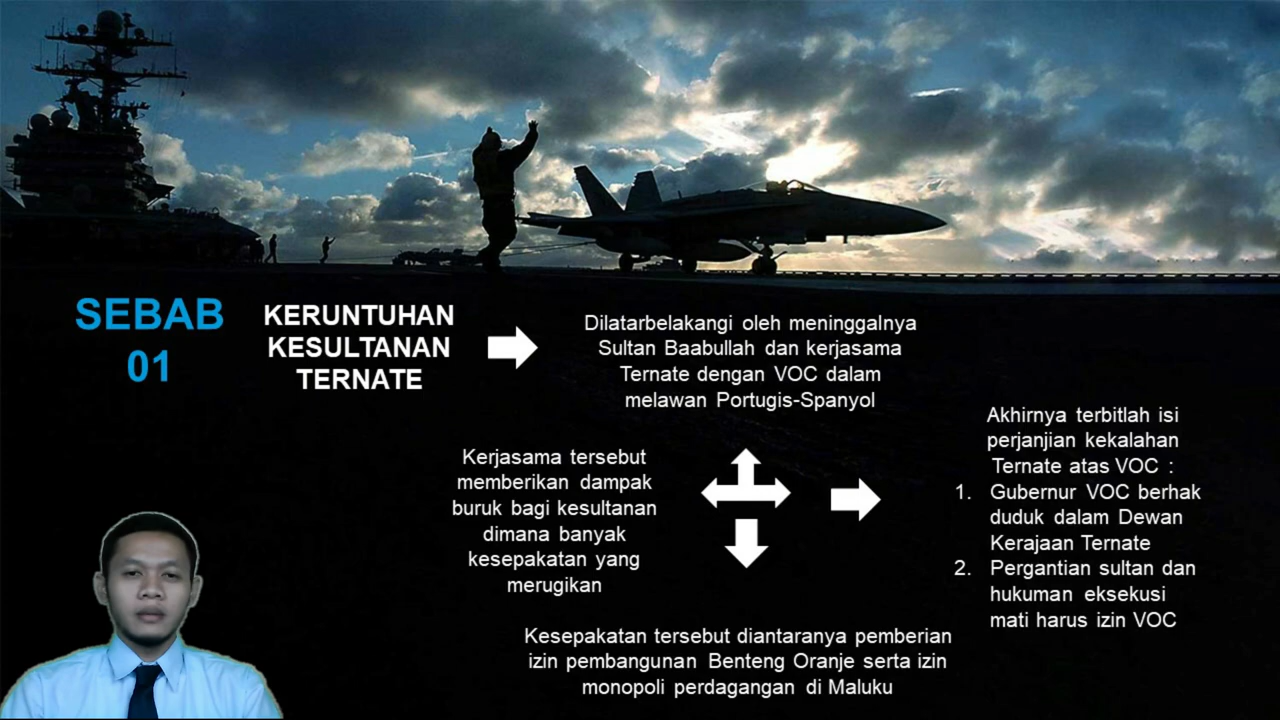 SEBAB
01
KERUNTUHAN
KESULTANAN
TERNATE
Dilatarbelakangi oleh meninggalnya
Sultan Baabullah dan kerjasama
Ternate dengan VOC dalam
melawan Portugis-Spanyol
Kerjasama tersebut
memberikan dampak
buruk bagi kesultanan
dimana banyak
kesepakatan yang
merugikan
Kesepakatan tersebut diantaranya pemberian
izin pembangunan Benteng Oranje serta izin
monopoli perdagangan di Maluku
Akhirnya terbitlah isi
perjanjian kekalahan
Ternate atas VOC :
1. Gubernur VOC berhak
duduk dalam Dewan
Kerajaan Ternate
2. Pergantian sultan dan
hukuman eksekusi
mati harus izin VOC